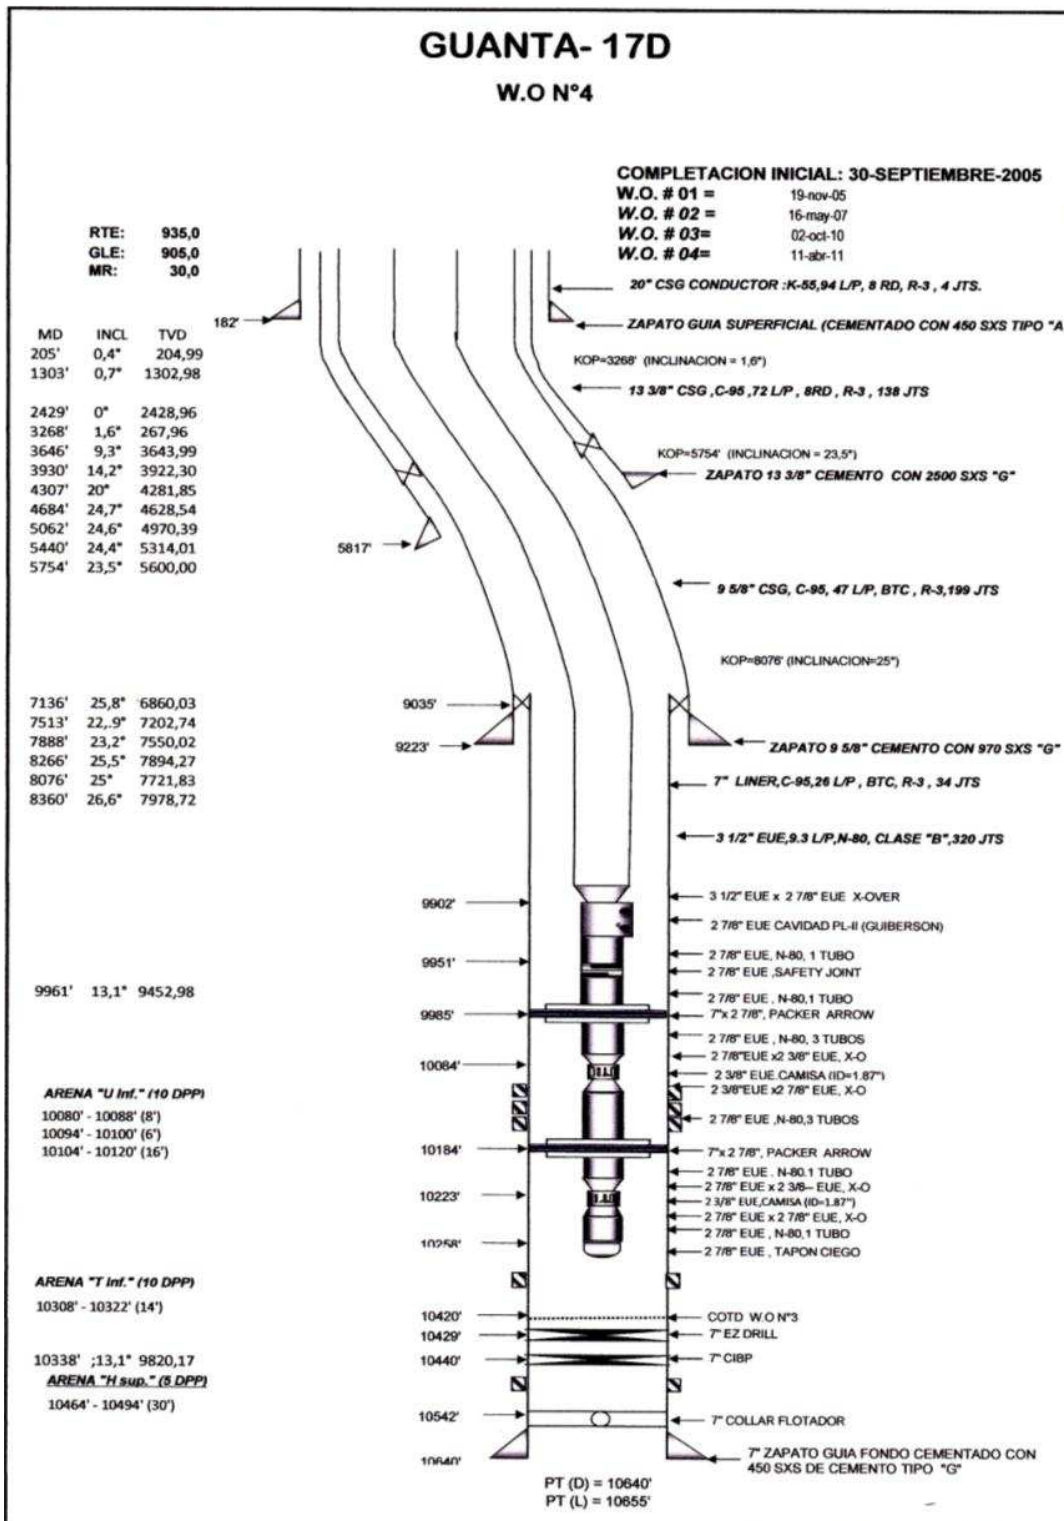 GUANTA- 17D
W.O N°4
COMPLETACION INICIAL: 30-SEPTIEMBRE-2005
W.O. # 01 = 19-nov-05
W.O. # 02 = 16-may-07
W.O. # 03= 02-oct-10
W.O. # 04= 11-abr-11
RTE: 935,0
GLE: 905,0
MR: 30,0
20" CSG CONDUCTOR :K-55,94 L/P, 8 RD, R-3 , 4 JTS.
182'
ZAPATO GUIA SUPERFICIAL (CEMENTADO CON 450 SXS TIPO "A
MD INCL TVD
205' 0,4° 204,99
1303' 0,7° 1302,98
2429' 0° 2428,96
3268' 1,6° 267,96
3646' 9,3° 3643,99
3930' 14,2° 3922,30
4307' 20° 4281,85
4684' 24,7° 4628,54
5062' 24,6° 4970,39
5440' 24,4° 5314,01
5754' 23,5° 5600,00
KOP=3268' (INCLINACION = 1,6°)
13 3/8" CSG ,C-95 ,72 L/P , 8RD , R-3 , 138 JTS
KOP=5754' (INCLINACION = 23,5°)
ZAPATO 13 3/8" CEMENTO CON 2500 SXS "G"
5817'
9 5/8" CSG, C-95, 47 L/P, BTC , R-3,199 JTS
KOP=8076' (INCLINACION=25°)
7136' 25,8° 6860,03
7513' 22,.9° 7202,74
7888' 23,2° 7550,02
8266' 25,5° 7894,27
8076' 25° 7721,83
8360' 26,6° 7978,72
9035'
9223'
ZAPATO 9 5/8" CEMENTO CON 970 SXS "G"
7" LINER,C-95,26 L/P , BTC, R-3 , 34 JTS
3 1/2" EUE,9.3 L/P,N-80, CLASE "B",320 JTS
9902'
3 1/2" EUE x 2 7/8" EUE X-OVER
2 7/8" EUE CAVIDAD PL-II (GUIBERSON)
9951'
2 7/8" EUE, N-80, 1 TUBO
2 7/8" EUE ,SAFETY JOINT
9961' 13,1° 9452,98
2 7/8" EUE , N-80,1 TUBO
9985'
7"x 2 7/8", PACKER ARROW
2 7/8" EUE , N-80, 3 TUBOS
10084'
2 7/8"EUE x2 3/8" EUE, X-O
2 3/8" EUE.CAMISA (ID=1.87")
2 3/8"EUE x2 7/8" EUE, X-O
ARENA "U Inf." (10 DPP)
10080' - 10088' (8')
10094' - 10100' (6')
10104' - 10120' (16')
2 7/8" EUE ,N-80,3 TUBOS
10184'
7"x 2 7/8", PACKER ARROW
2 7/8" EUE . N-80.1 TUBO
2 7/8" EUE x 2 3/8-- EUE, X-O
10223'
2 3/8" EUE,CAMISA (ID=1.87")
2 7/8" EUE x 2 7/8" EUE, X-O
2 7/8" EUE , N-80,1 TUBO
10258'
2 7/8" EUE , TAPON CIEGO
ARENA "T Inf." (10 DPP)
10308' - 10322' (14')
10420'
COTD W.O N°3
10429'
7" EZ DRILL
10338' ;13,1° 9820,17
10440'
7" CIBP
ARENA "H sup." (5 DPP)
10464' - 10494' (30')
10542'
7" COLLAR FLOTADOR
10640'
7" ZAPATO GUIA FONDO CEMENTADO CON
450 SXS DE CEMENTO TIPO "G"
PT (D) = 10640'
PT (L) = 10655'